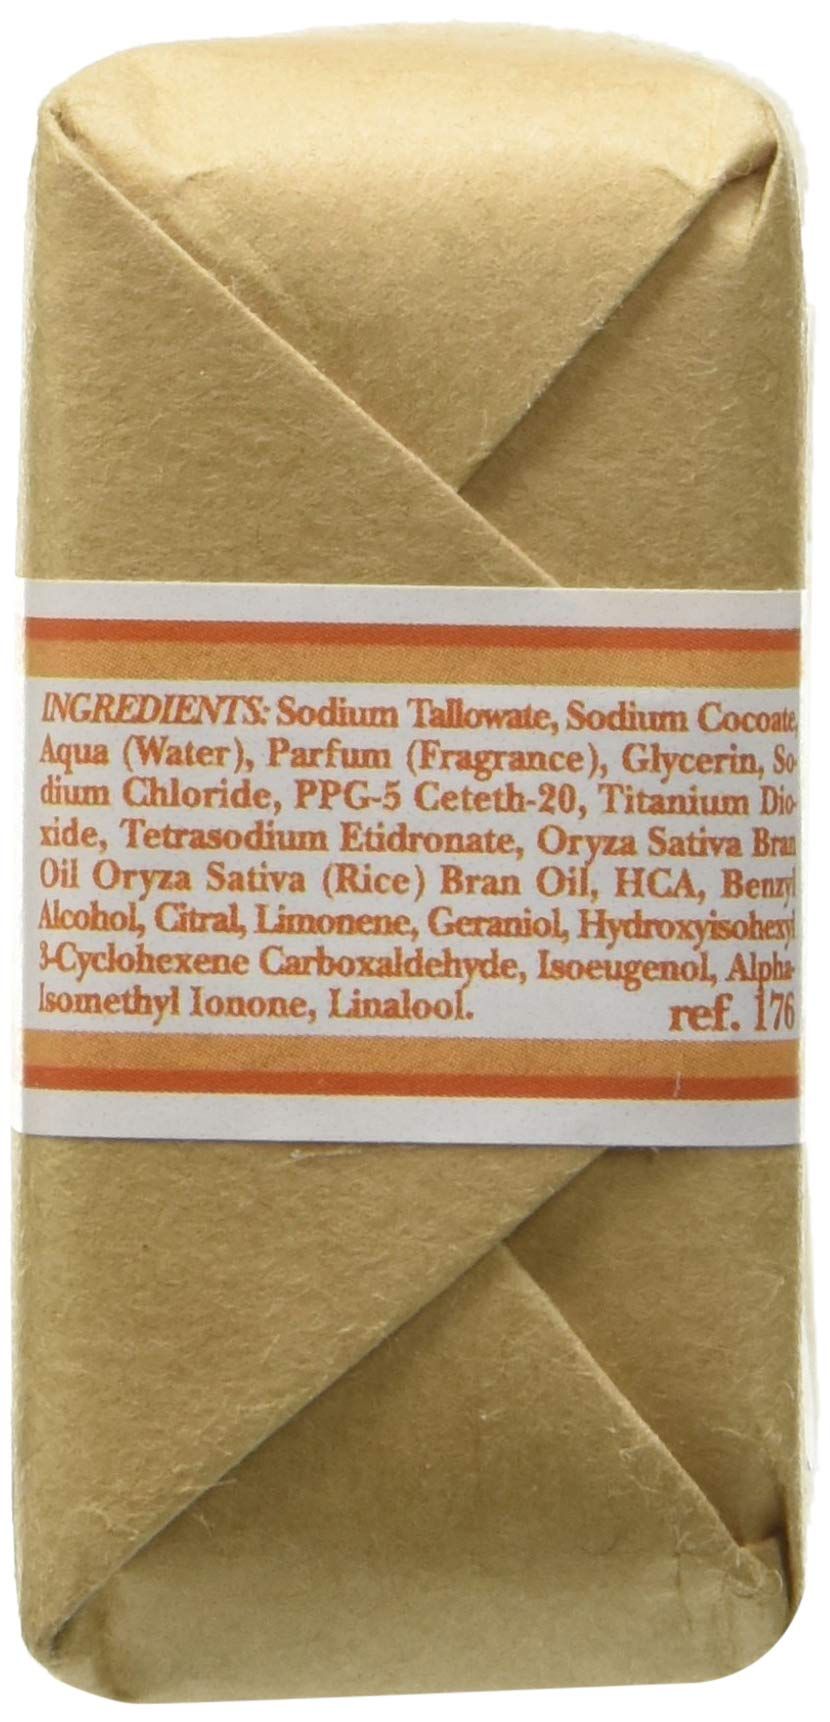 INGREDIENTS: Sodium Tallowate, Sodium Cocoate,
Aqua (Water), Parfum (Fragrance), Glycerin, So-
dium Chloride, PPG-5 Ceteth-20, Titanium Dio-
xide, Tetrasodium Etidronate, Oryza Sativa Bran
Oil Oryza Sativa (Rice) Bran Oil, HCA, Benzyl
Alcohol, Citral, Limonene, Geraniol, Hydroxyisohexyl
3-Cyclohexene Carboxaldehyde, Isoeugenol, Alpha-
Isomethyl Ionone, Linalool. ref. 176